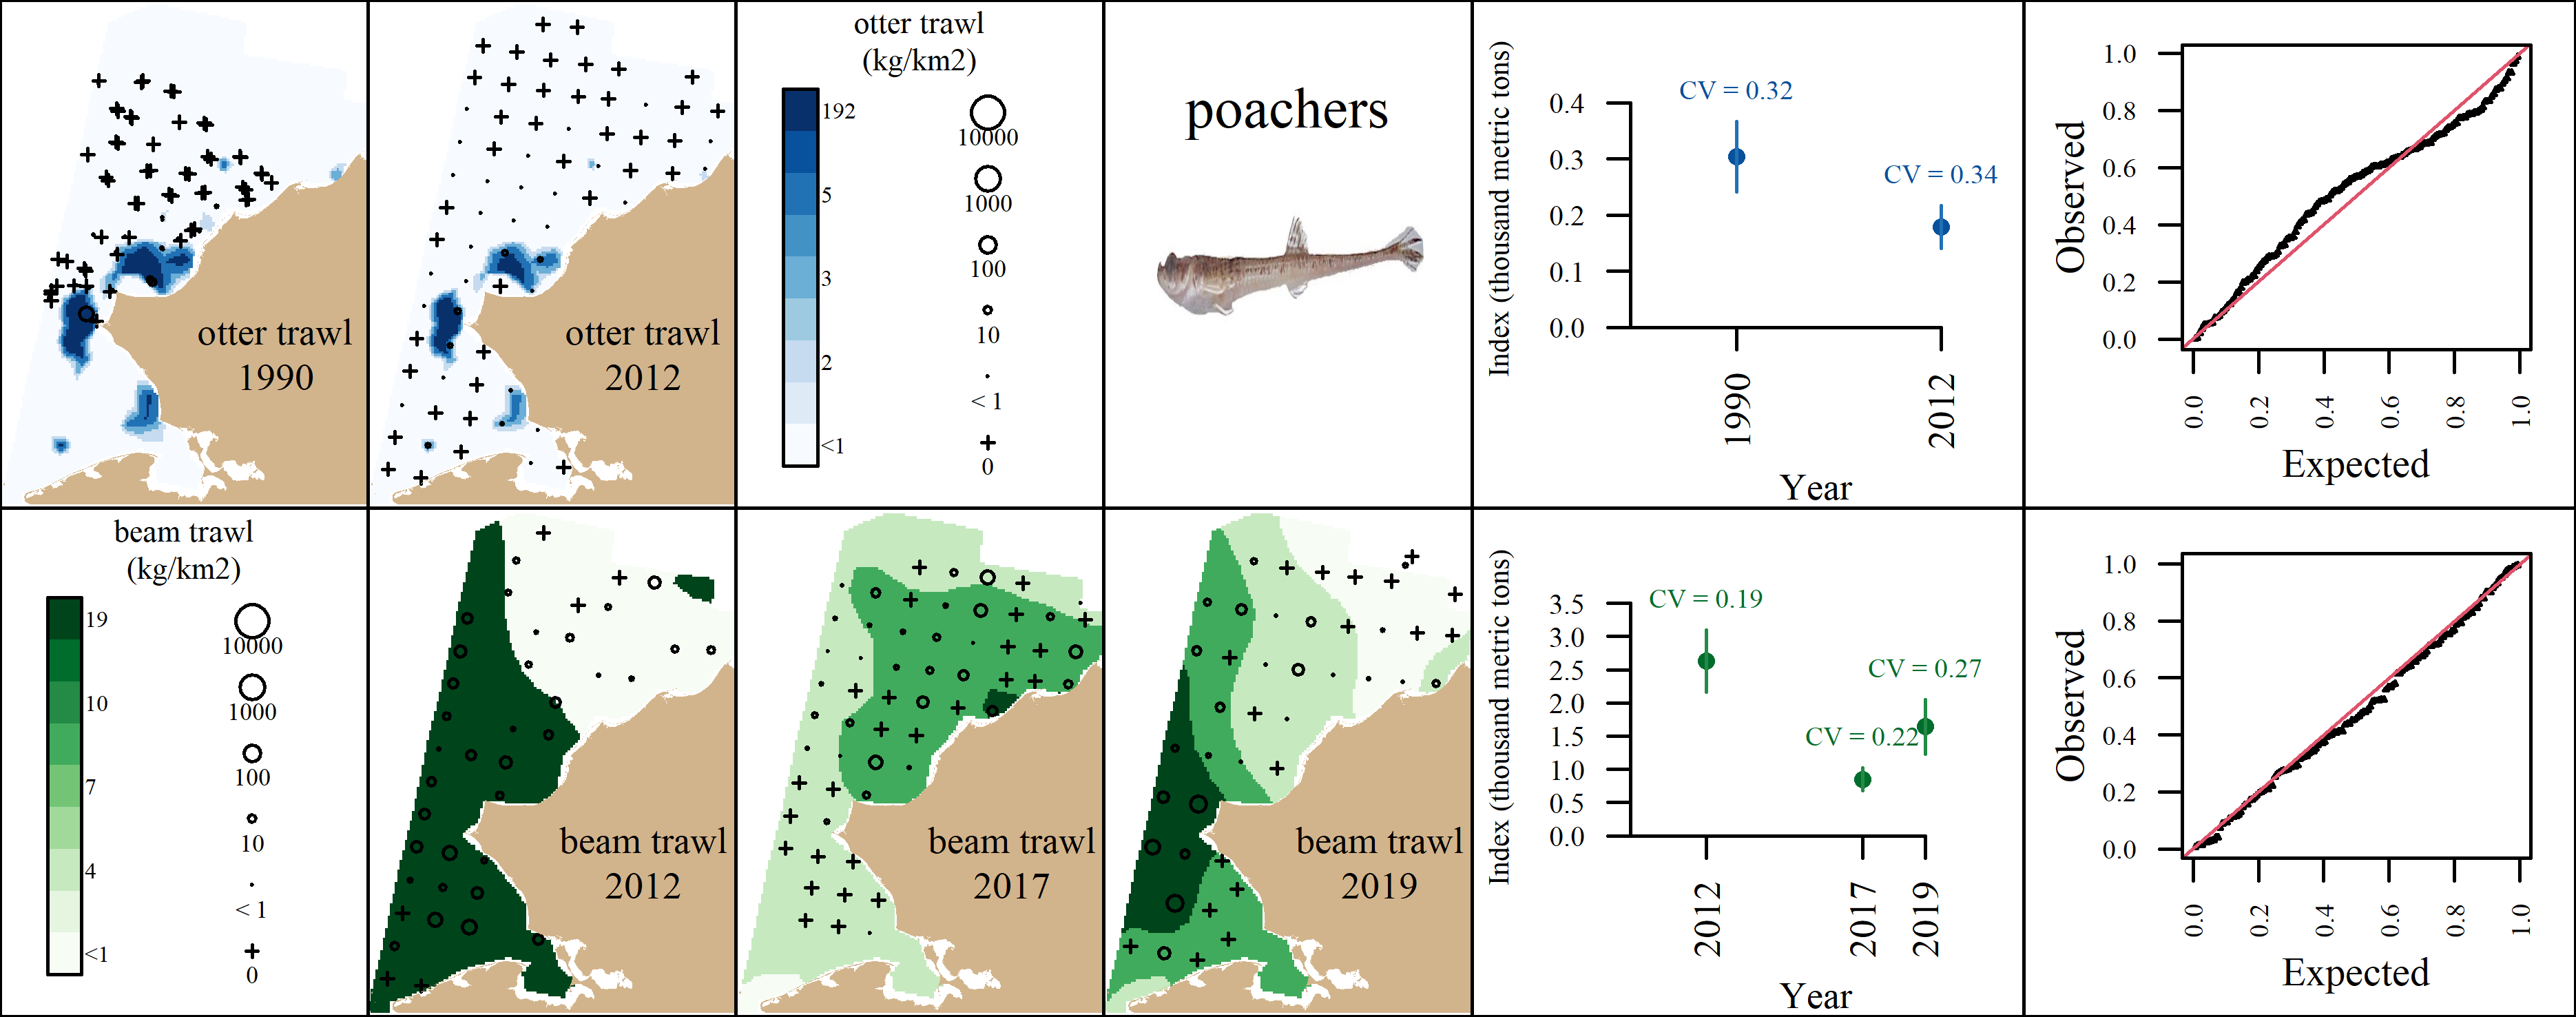 otter trawl
1990
otter trawl
2012
otter trawl
(kg/km2)
192
5
3
2
<1
10000
1000
100
10
< 1
0
poachers
Index (thousand metric tons)
0.4
0.3
0.2
0.1
0.0
CV = 0.32
CV = 0.34
1990
2012
Year
Observed
1.0
0.8
0.6
0.4
0.2
0.0
0.0 0.2 0.4 0.6 0.8 1.0
Expected
beam trawl
(kg/km2)
19
10
7
4
<1
10000
1000
100
10
< 1
0
beam trawl
2012
beam trawl
2017
beam trawl
2019
Index (thousand metric tons)
3.5
3.0
2.5
2.0
1.5
1.0
0.5
0.0
CV = 0.19
CV = 0.27
CV = 0.22
2012
2017
2019
Year
Observed
1.0
0.8
0.6
0.4
0.2
0.0
0.0 0.2 0.4 0.6 0.8 1.0
Expected